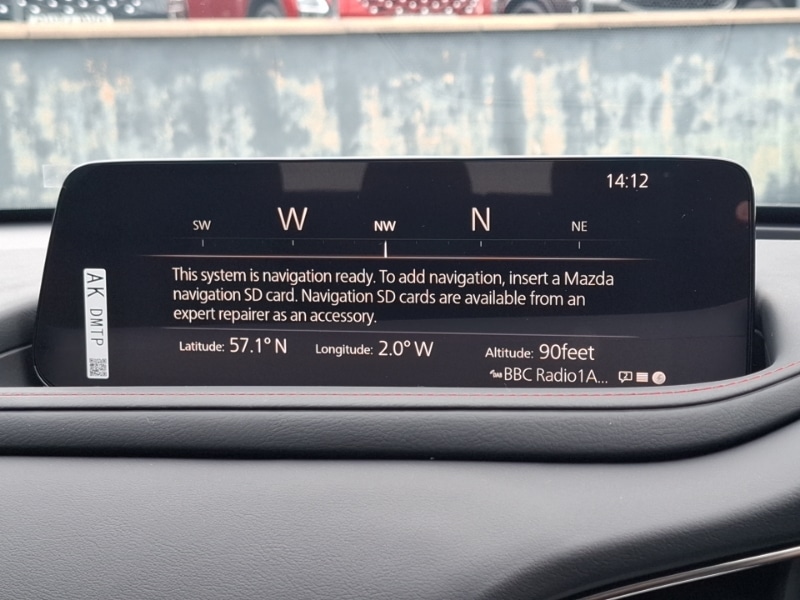 14:12
SW W NW N NE
This system is navigation ready. To add navigation, insert a Mazda
navigation SD card. Navigation SD cards are available from an
expert repairer as an accessory.
AK DMTP
Latitude: 57.1° N Longitude: 2.0° W Altitude: 90feet
DAB BBC Radio1A...